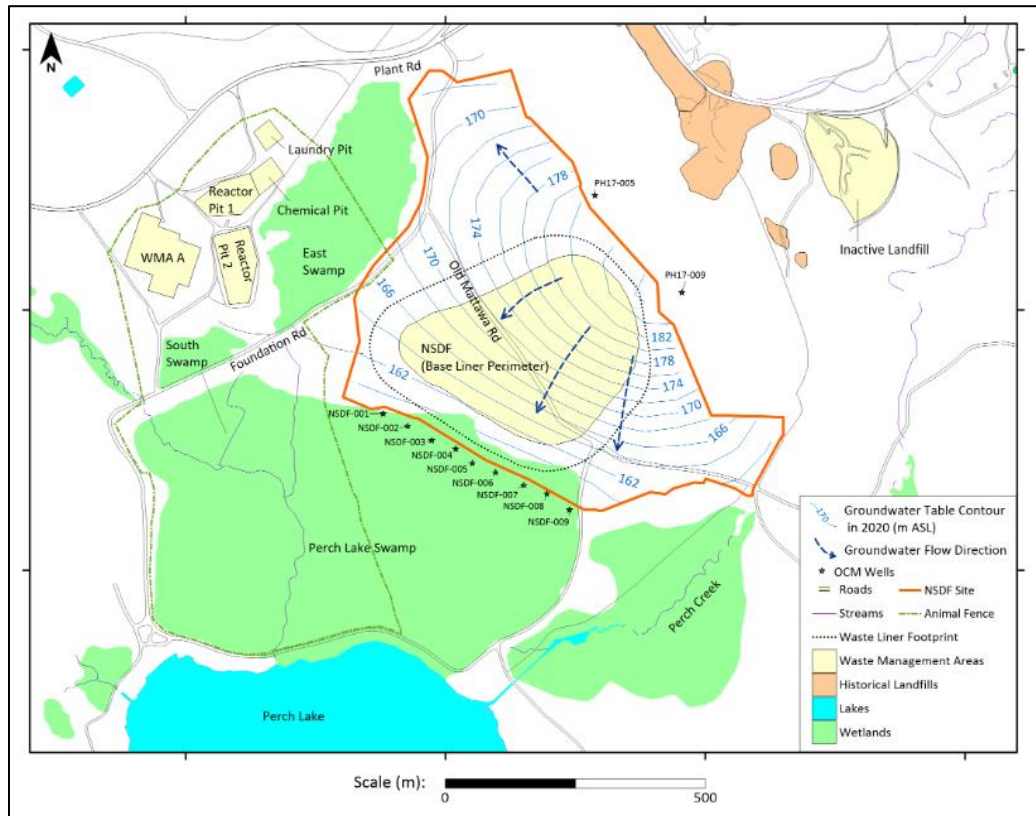 N
Plant Rd
170
Laundry Pit
178
PH17-005
Reactor
Pit 1
Chemical Pit
174
Inactive Landfill
WMA A
Reactor
Pit 2
East
Swamp
170
Old Mattawa Rd
PH17-009
166
South
Swamp
Foundation Rd
NSDF
(Base Liner Perimeter)
182
178
174
162
170
166
NSDF-001
NSDF-002
NSDF-003
NSDF-004
NSDF-005
NSDF-006
NSDF-007
NSDF-008
NSDF-009
162
Perch Lake Swamp
Perch Creek
Perch Lake
170
Groundwater Table Contour
in 2020 (m ASL)
Groundwater Flow Direction
OCM Wells
Roads
NSDF Site
Streams
Animal Fence
Waste Liner Footprint
Waste Management Areas
Historical Landfills
Lakes
Wetlands
Scale (m):
0
500